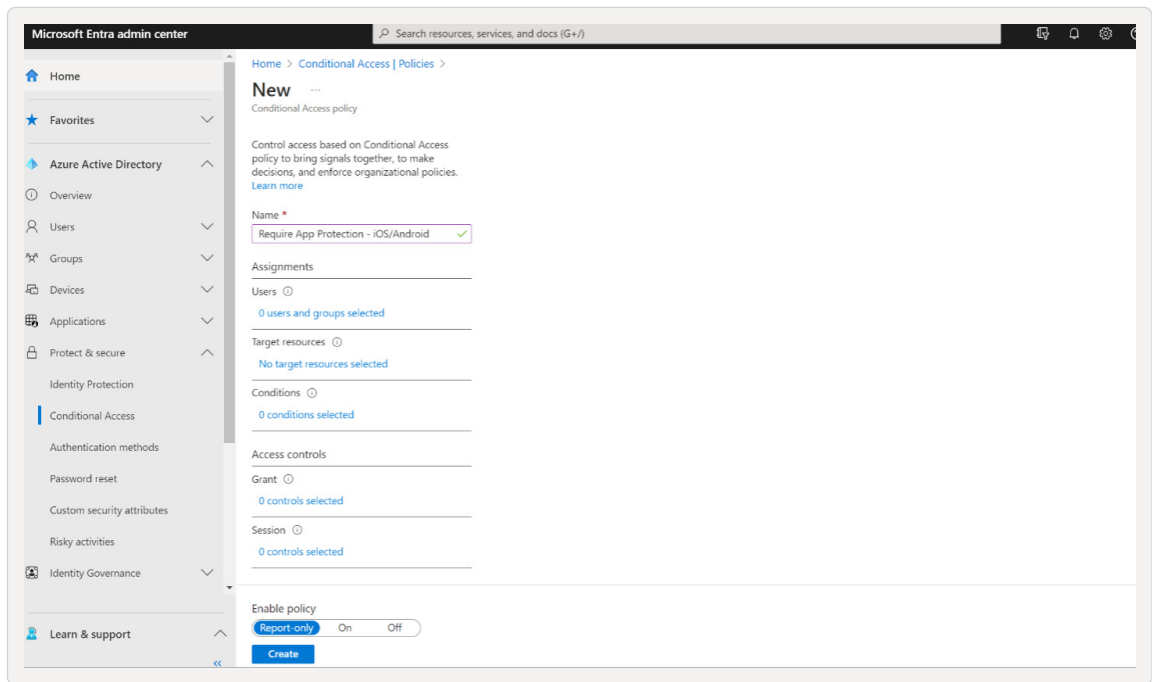 Microsoft Entra admin center
Search resources, services, and docs (G+/)
Home
Favorites
Azure Active Directory
Overview
Users
Groups
Devices
Applications
Protect & secure
Identity Protection
Conditional Access
Authentication methods
Password reset
Custom security attributes
Risky activities
Identity Governance
Learn & support
«
Home > Conditional Access | Policies >
New ...
Conditional Access policy
Control access based on Conditional Access
policy to bring signals together, to make
decisions, and enforce organizational policies.
Learn more
Name *
Require App Protection - iOS/Android
Assignments
Users
0 users and groups selected
Target resources
No target resources selected
Conditions
0 conditions selected
Access controls
Grant
0 controls selected
Session
0 controls selected
Enable policy
Report-only On Off
Create